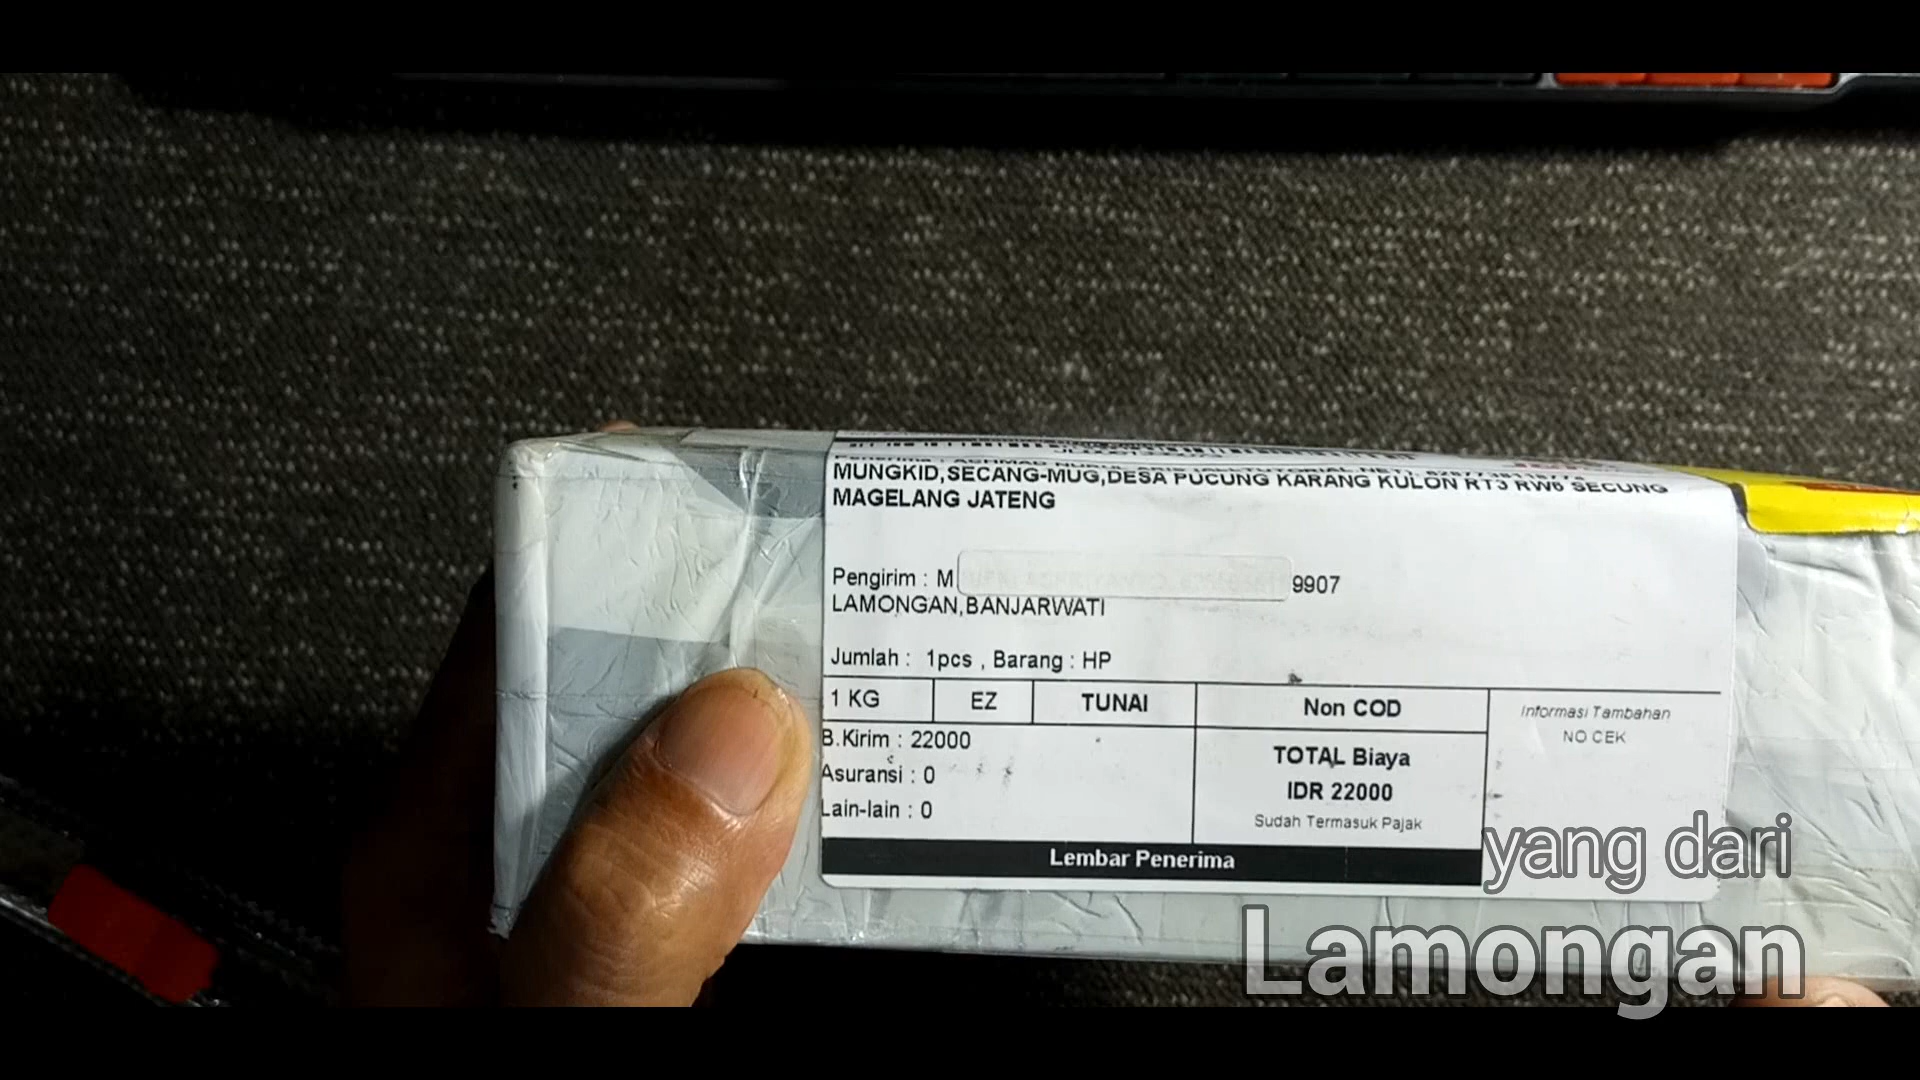 Penerima :
MUNGKID,SECANG-MUG,DESA PUCUNG KARANG KULON RT3 RW6 SECUNG
MAGELANG JATENG
Pengirim : M 9907
LAMONGAN,BANJARWATI
Jumlah : 1pcs , Barang : HP
1 KG EZ TUNAI Non COD
Informasi Tambahan
NO CEK
B.Kirim : 22000
Asuransi : 0
Lain-lain : 0
TOTAL Biaya
IDR 22000
Sudah Termasuk Pajak
Lembar Penerima
yang dari
Lamongan